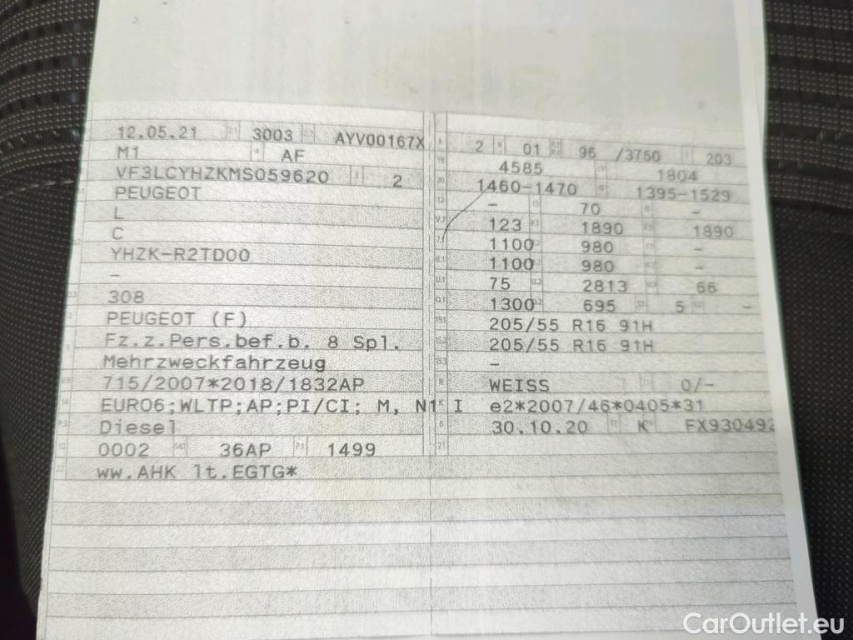 12.05.21 3003 AYV00167X
M1 AF
VF3LCYHZKMS059620 2
PEUGEOT
L
C
YHZK-R2TD00
-
308
PEUGEOT (F)
Fz.z.Pers.bef.b. 8 Spl.
Mehrzweckfahrzeug
715/2007*2018/1832AP
EURO6;WLTP;AP;PI/CI; M, N1 I
Diesel
0002 36AP 1499
ww.AHK lt.EGTG*
2 01 96 /3750 203
4585 1804
1460-1470 1395-1529
- 70 -
123 1890 1890
1100 980 -
1100 980 -
75 2813 66
1300 695 5 -
205/55 R16 91H
205/55 R16 91H
-
WEISS 0/-
e2*2007/46*0405*31
30.10.20 K FX930492
CarOutlet.eu